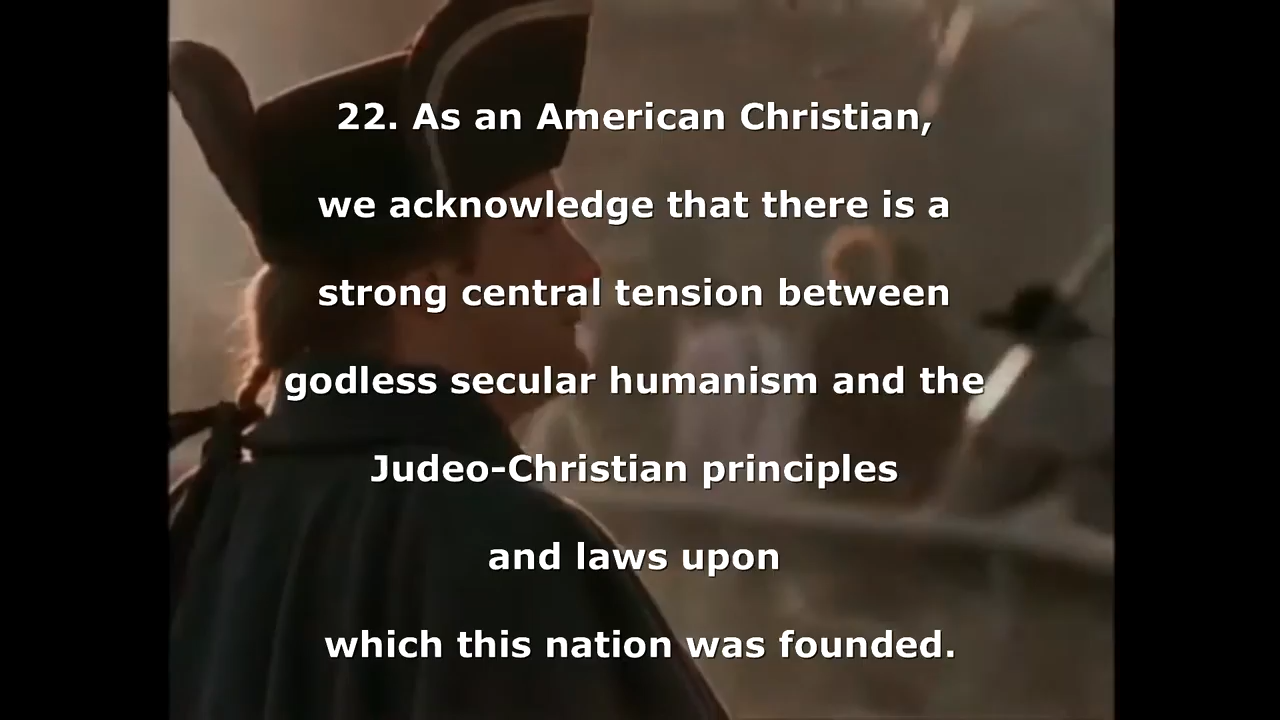 22. As an American Christian,
we acknowledge that there is a
strong central tension between
godless secular humanism and the
Judeo-Christian principles
and laws upon
which this nation was founded.